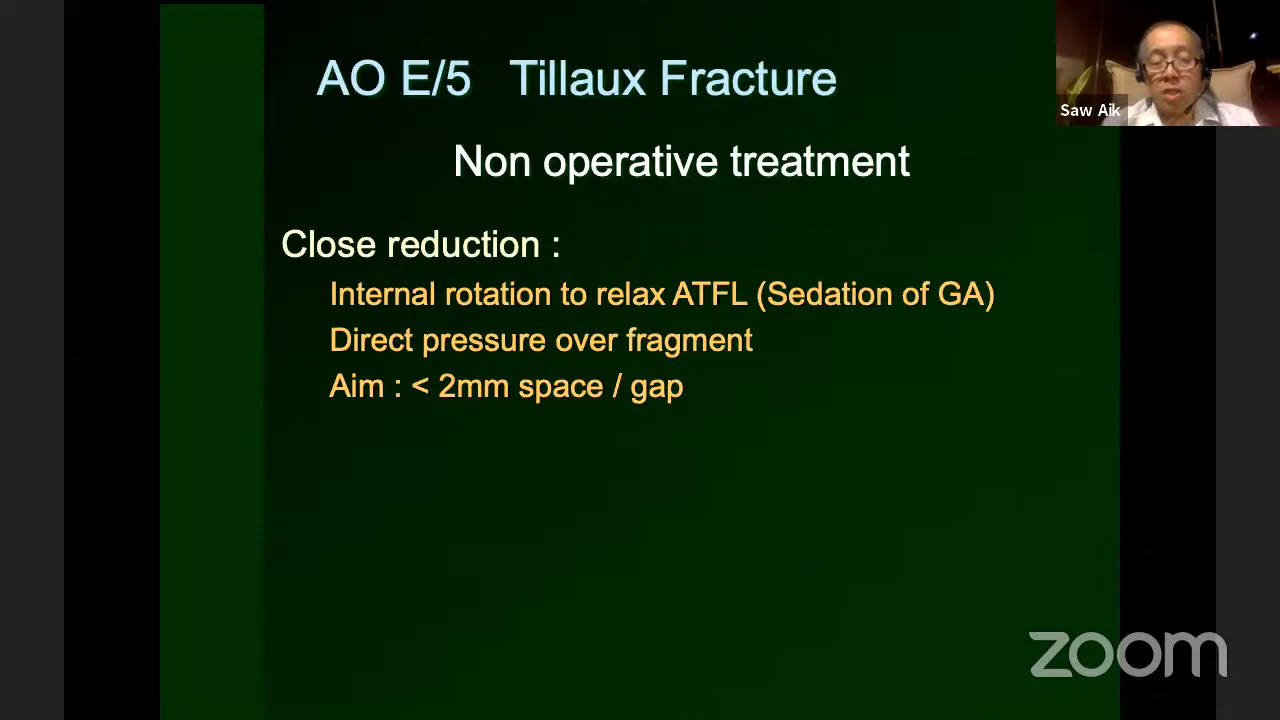 AO E/5 Tillaux Fracture
Saw Aik
Non operative treatment
Close reduction :
Internal rotation to relax ATFL (Sedation of GA)
Direct pressure over fragment
Aim : < 2mm space / gap
zoom